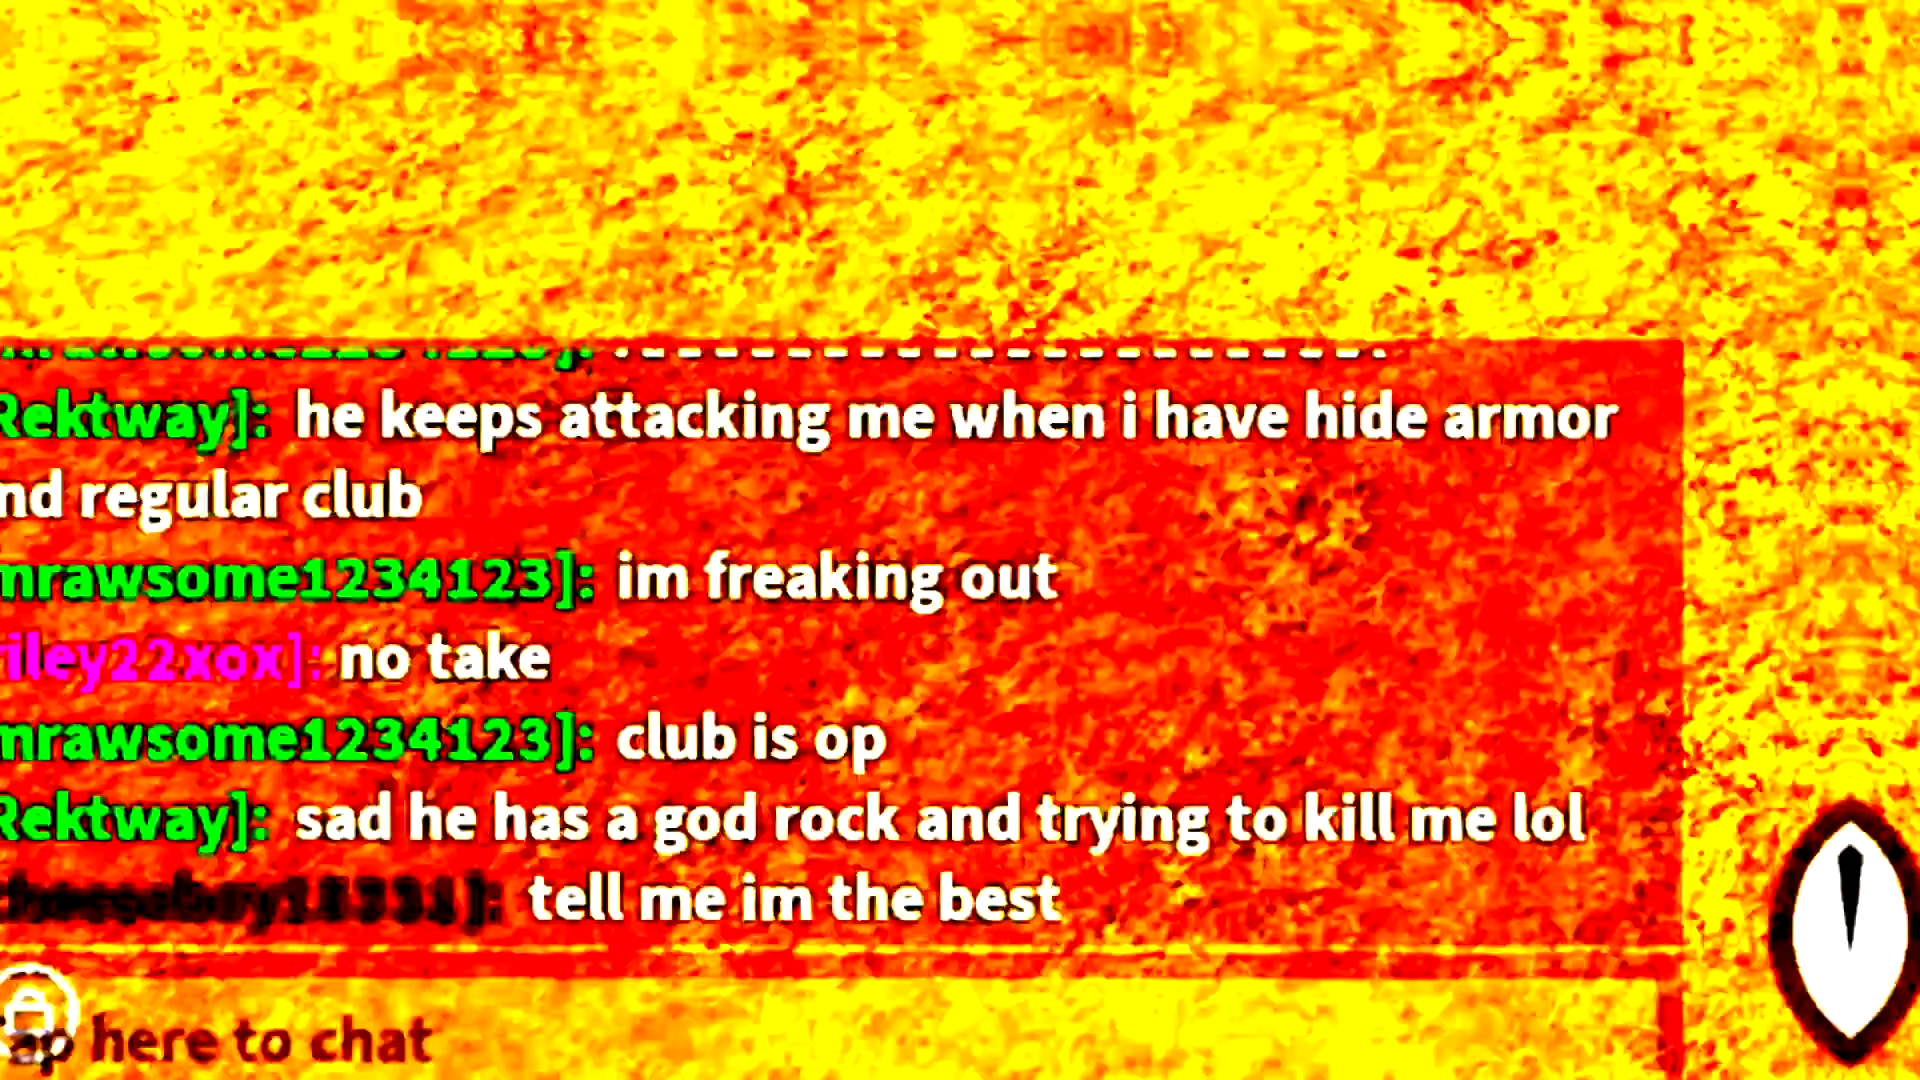 Rektway]: he keeps attacking me when i have hide armor
nd regular club
mrawsome1234123]: im freaking out
riley22xox]: no take
mrawsome1234123]: club is op
Rektway]: sad he has a god rock and trying to kill me lol
tell me im the best
ap here to chat